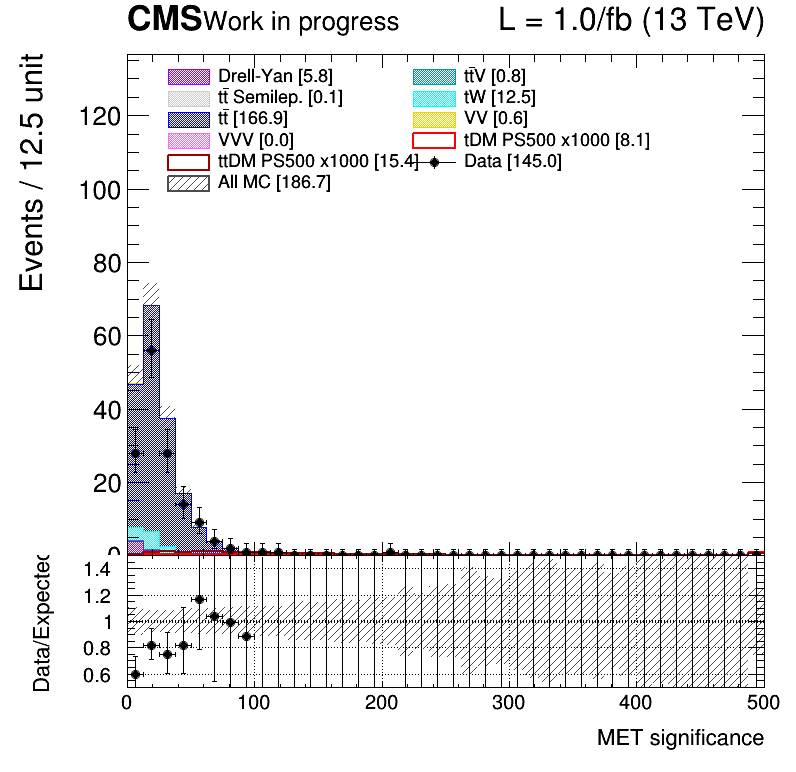 CMS Work in progress L = 1.0/fb (13 TeV)
Drell-Yan [5.8] tt̄V [0.8]
tt̄ Semilep. [0.1] tW [12.5]
tt̄ [166.9] VV [0.6]
VVV [0.0] tDM PS500 x1000 [8.1]
ttDM PS500 x1000 [15.4] Data [145.0]
All MC [186.7]
Events / 12.5 unit
120
100
80
60
40
20
0
Data/Expected
1.4
1.2
1
0.8
0.6
0 100 200 300 400 500
MET significance